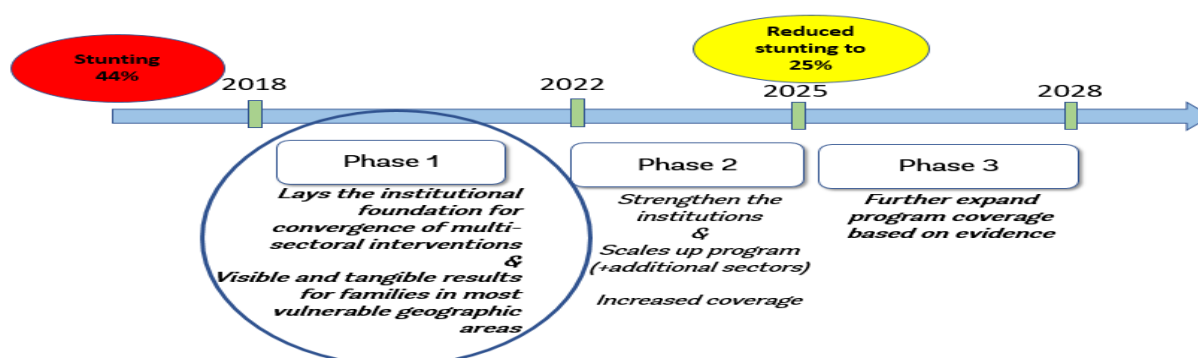 Stunting
44%
Reduced
stunting to
25%
2018
2022
2025
2028
Phase 1
Lays the institutional
foundation for
convergence of multi-
sectoral interventions
&
Visible and tangible results
for families in most
vulnerable geographic
areas
Phase 2
Strengthen the
institutions
&
Scales up program
(+additional sectors)
Increased coverage
Phase 3
Further expand
program coverage
based on evidence